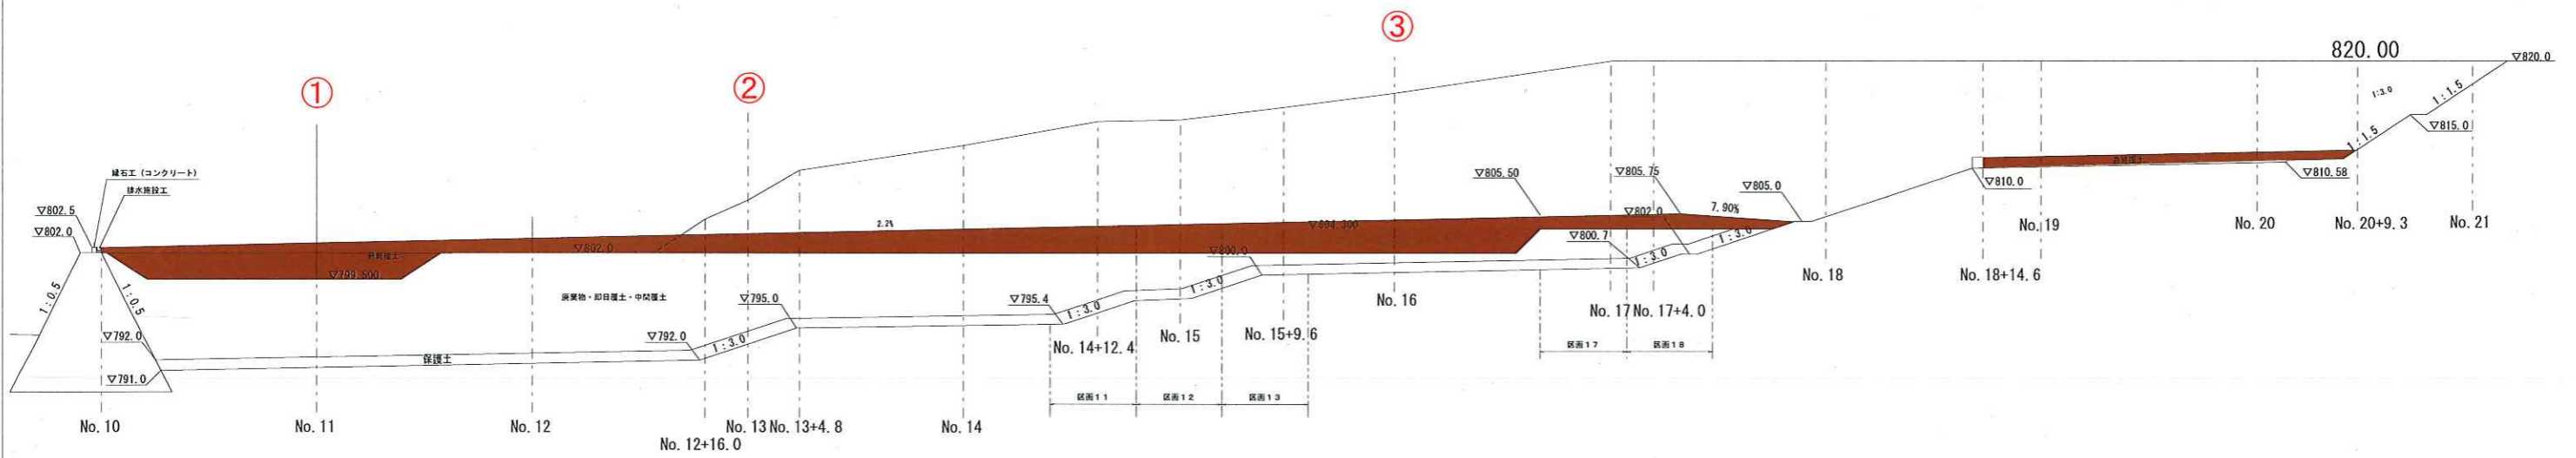 ①
②
③
820.00
▽820.0
1:3.0
1:1.5
▽815.0
1:1.5
縁石工（コンクリート）
排水施設工
▽802.5
▽802.0
1:0.5
1:0.5
▽799.500
最終覆土
▽802.0
2.2%
▽804.300
▽805.50
▽805.75
▽802.0
7.90%
▽805.0
▽800.7
1:3.0
1:3.0
▽810.0
最終覆土
▽810.58
廃棄物・即日覆土・中間覆土
▽792.0
▽791.0
保護土
▽792.0
1:3.0
▽795.0
▽795.4
1:3.0
1:3.0
▽800.0
区画11
区画12
区画13
区画17
区画18
No.10
No.11
No.12
No.12+16.0
No.13
No.13+4.8
No.14
No.14+12.4
No.15
No.15+9.6
No.16
No.17
No.17+4.0
No.18
No.18+14.6
No.19
No.20
No.20+9.3
No.21